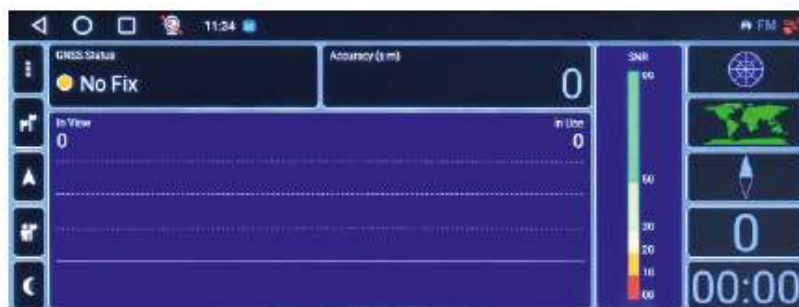 11:24
FM
GNSS Status
No Fix
Accuracy (± m)
0
In View
0
In Use
0
SNR
99
50
30
20
10
00
0
00:00